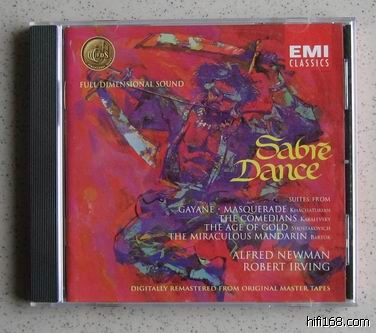 FDS
EMI
CLASSICS
FULL DIMENSIONAL SOUND
Sabre
Dance
SUITES FROM
GAYANE · MASQUERADE KHACHATURIAN
THE COMEDIANS KABALEVSKY
THE AGE OF GOLD SHOSTAKOVICH
THE MIRACULOUS MANDARIN BARTÓK
ALFRED NEWMAN
ROBERT IRVING
DIGITALLY REMASTERED FROM ORIGINAL MASTER TAPES
hifi168.com